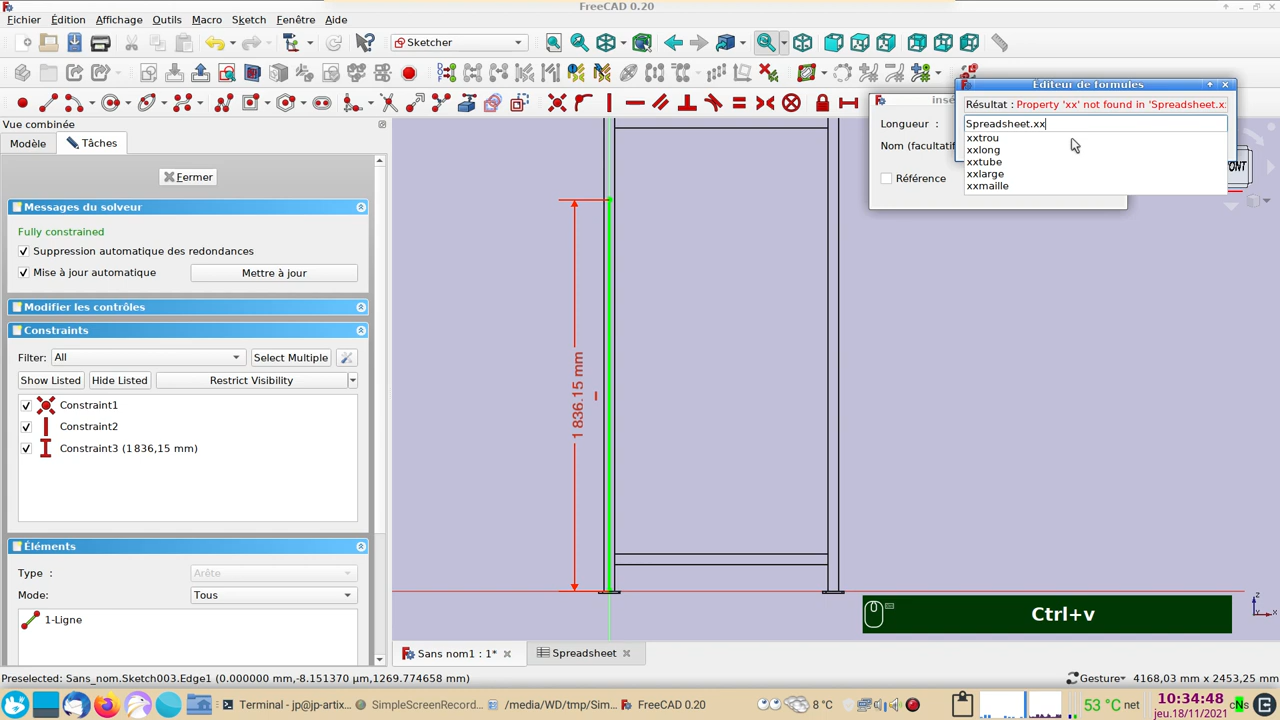 FreeCAD 0.20
Fichier Édition Affichage Outils Macro Sketch Fenêtre Aide
Sketcher
Vue combinée
Modèle Tâches
Fermer
Messages du solveur
Fully constrained
Suppression automatique des redondances
Mise à jour automatique Mettre à jour
Modifier les contrôles
Constraints
Filter: All Select Multiple
Show Listed Hide Listed Restrict Visibility
Constraint1
Constraint2
Constraint3 (1 836,15 mm)
Éléments
Type : Arête
Mode: Tous
1-Ligne
1 836.15 mm
Longueur :
Nom (facultatif
Référence
Éditeur de formules
Résultat : Property 'xx' not found in 'Spreadsheet.x
Spreadsheet.xx
xxtrou
xxlong
xxtube
xxlarge
xxmaille
Ctrl+v
Sans nom1 : 1* Spreadsheet
Preselected: Sans_nom.Sketch003.Edge1 (0.000000 mm,-8.151370 µm,1269.774658 mm) Gesture 4168,03 mm x 2453,25 mm
Terminal - jp@jp-artix... SimpleScreenRecord... /media/WD/tmp/Sim... FreeCAD 0.20 8 °C 53 °C net 10:34:48
jeu.18/11/2021